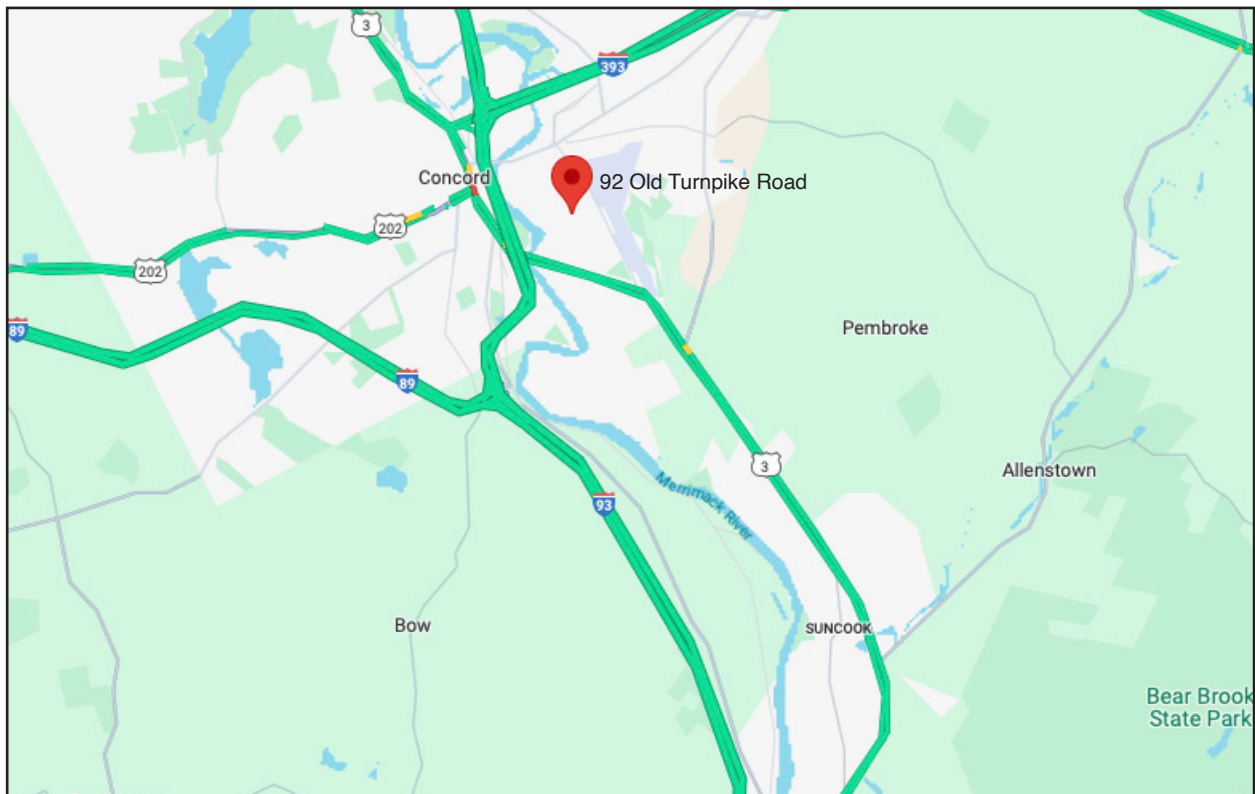 3
393
Concord
92 Old Turnpike Road
202
202
89
Pembroke
89
3
Allenstown
Merrimack River
93
Bow
SUNCOOK
Bear Brook
State Park